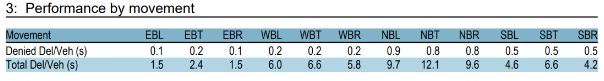 3: Performance by movement
Movement EBL EBT EBR WBL WBT WBR NBL NBT NBR SBL SBT SBR
Denied Del/Veh (s) 0.1 0.2 0.1 0.2 0.2 0.2 0.9 0.8 0.8 0.5 0.5 0.5
Total Del/Veh (s) 1.5 2.4 1.5 6.0 6.6 5.8 9.7 12.1 9.6 4.6 6.6 4.2